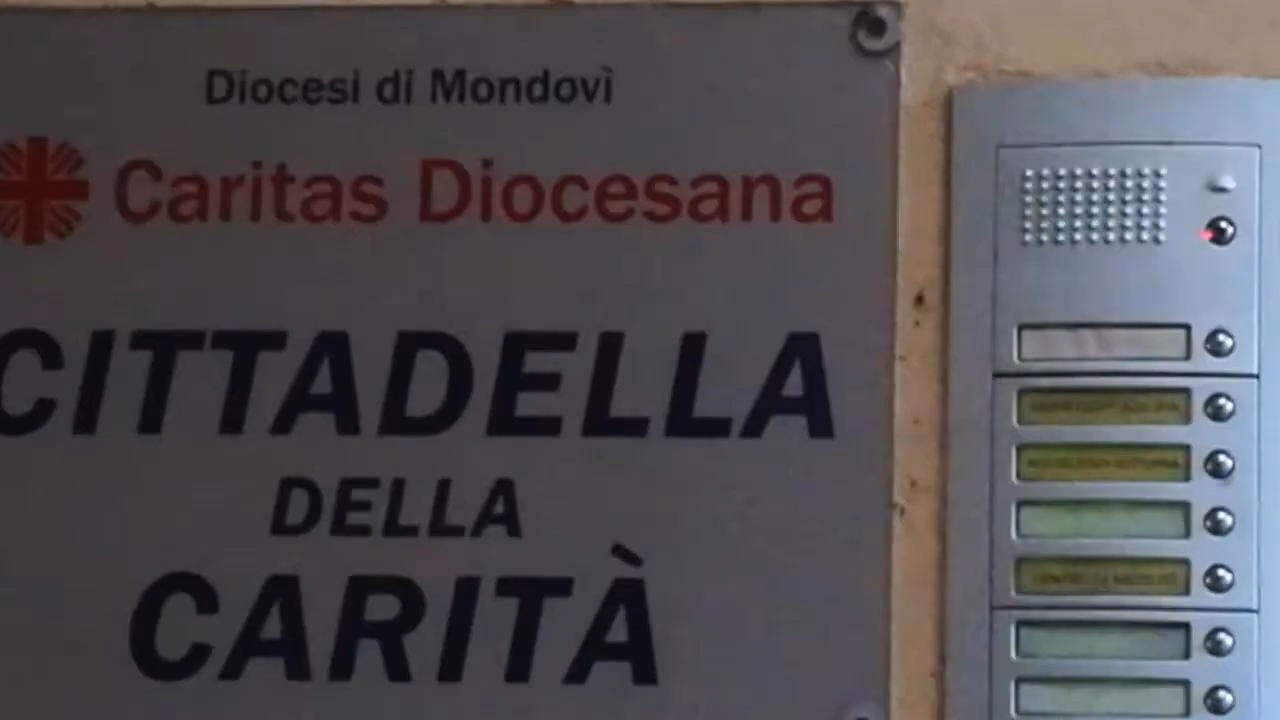 Diocesi di Mondovì
Caritas Diocesana
CITTADELLA
DELLA
CARITÀ